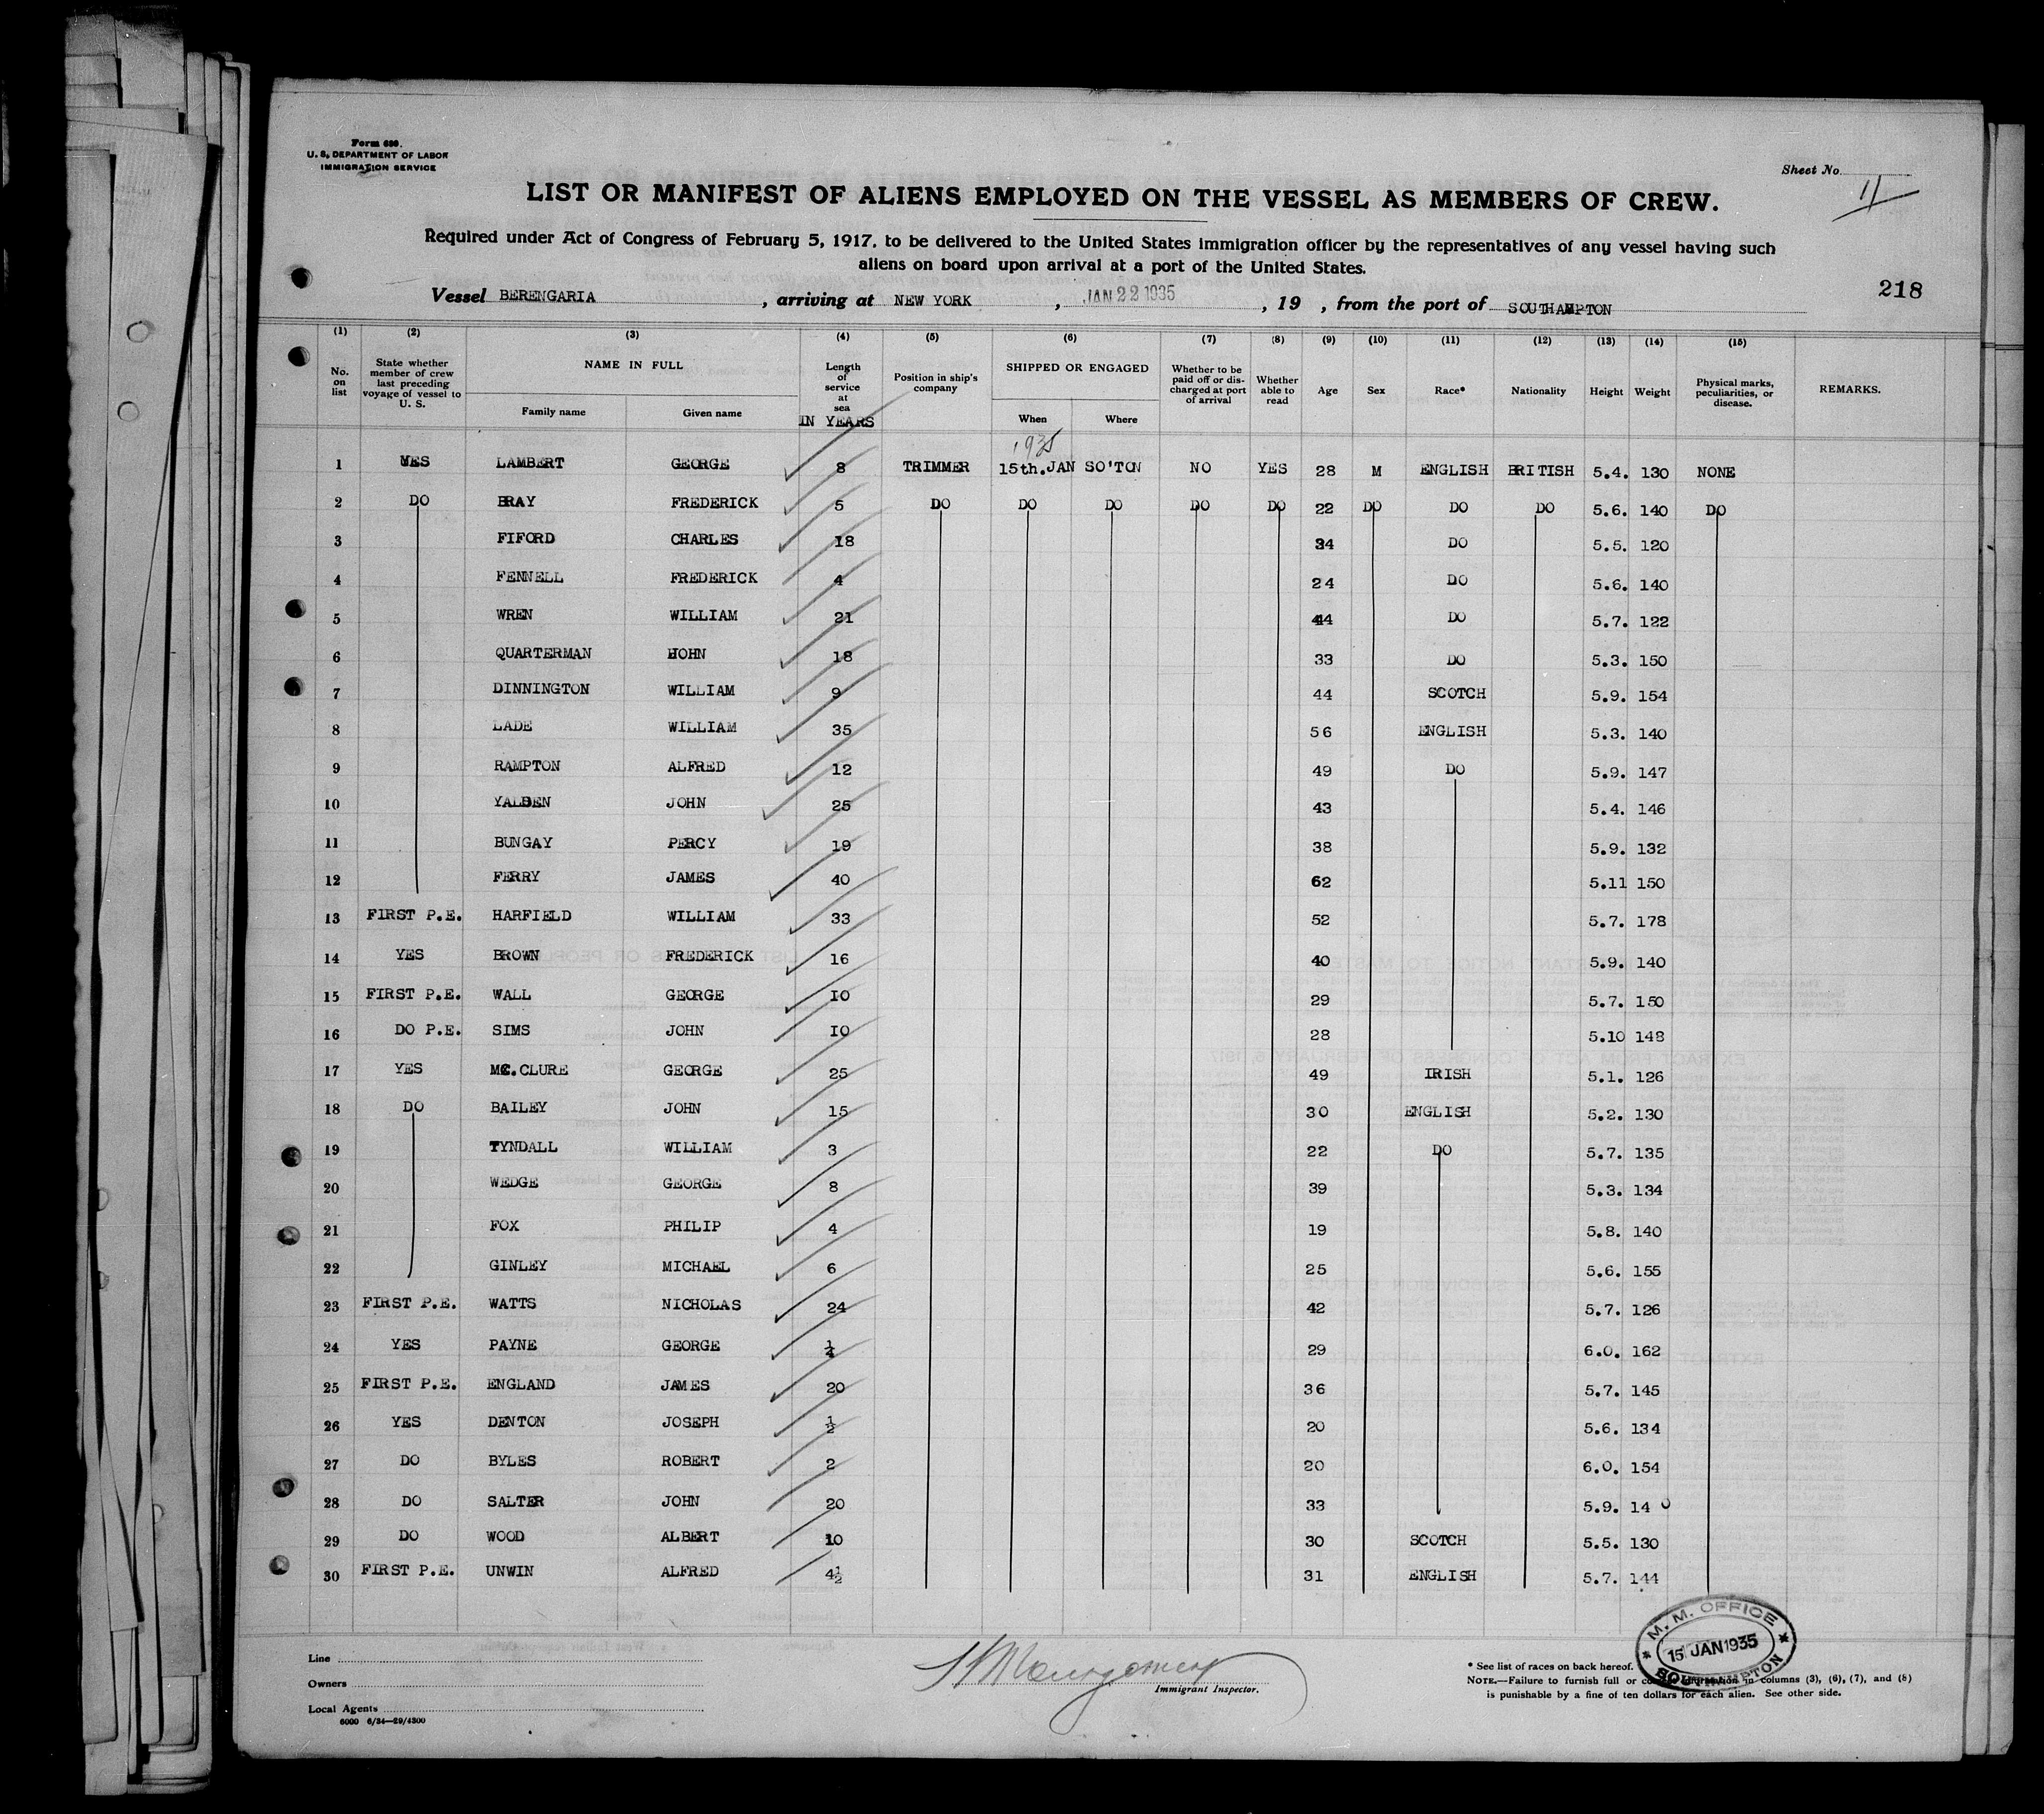 Form 680.
U. S. DEPARTMENT OF LABOR
IMMIGRATION SERVICE
Sheet No. 11
LIST OR MANIFEST OF ALIENS EMPLOYED ON THE VESSEL AS MEMBERS OF CREW.
Required under Act of Congress of February 5, 1917, to be delivered to the United States immigration officer by the representatives of any vessel having such
aliens on board upon arrival at a port of the United States.
218
Vessel BERENGARIA, arriving at NEW YORK, JAN 22 1935, 19 , from the port of SOUTHAMPTON
(1) (2) (3) (4) (5) (6) (7) (8) (9) (10) (11) (12) (13) (14) (15)
No. on list | State whether member of crew last preceding voyage of vessel to U. S. | NAME IN FULL Family name Given name | Length of service at sea IN YEARS | Position in ship's company | SHIPPED OR ENGAGED When Where | Whether to be paid off or discharged at port of arrival | Whether able to read | Age | Sex | Race* | Nationality | Height | Weight | Physical marks, peculiarities, or disease. | REMARKS.
1935
1 YES LAMBERT GEORGE 8 TRIMMER 15th.JAN SO'TON NO YES 28 M ENGLISH BRITISH 5.4. 130 NONE
2 DO BRAY FREDERICK 5 DO DO DO DO DO 22 DO DO DO 5.6. 140 DO
3 FIFORD CHARLES 18 34 DO 5.5. 120
4 FENNELL FREDERICK 4 24 DO 5.6. 140
5 WREN WILLIAM 21 44 DO 5.7. 122
6 QUARTERMAN JOHN 18 33 DO 5.3. 150
7 DINNINGTON WILLIAM 9 44 SCOTCH 5.9. 154
8 LADE WILLIAM 35 56 ENGLISH 5.3. 140
9 RAMPTON ALFRED 12 49 DO 5.9. 147
10 YALDEN JOHN 25 43 5.4. 146
11 BUNGAY PERCY 19 38 5.9. 132
12 FERRY JAMES 40 62 5.11 150
13 FIRST P.E. HARFIELD WILLIAM 33 52 5.7. 178
14 YES BROWN FREDERICK 16 40 5.9. 140
15 FIRST P.E. WALL GEORGE 10 29 5.7. 150
16 DO P.E. SIMS JOHN 10 28 5.10 148
17 YES MC.CLURE GEORGE 25 49 IRISH 5.1. 126
18 DO BAILEY JOHN 15 30 ENGLISH 5.2. 130
19 TYNDALL WILLIAM 3 22 DO 5.7. 135
20 WEDGE GEORGE 8 39 5.3. 134
21 FOX PHILIP 4 19 5.8. 140
22 GINLEY MICHAEL 6 25 5.6. 155
23 FIRST P.E. WATTS NICHOLAS 24 42 5.7. 126
24 YES PAYNE GEORGE 29 6.0. 162
25 FIRST P.E. ENGLAND JAMES 20 36 5.7. 145
26 YES DENTON JOSEPH ½ 20 5.6. 134
27 DO BYLES ROBERT 2 20 6.0. 154
28 DO SALTER JOHN 20 33 5.9. 140
29 DO WOOD ALBERT 10 30 SCOTCH 5.5. 130
30 FIRST P.E. UNWIN ALFRED 4½ 31 ENGLISH 5.7. 144
M. M. OFFICE
15 JAN 1935
SOUTHAMPTON
Line
Owners
Local Agents
6000 6/34—29/4300
Immigrant Inspector.
* See list of races on back hereof.
NOTE.—Failure to furnish full or correct information in columns (3), (6), (7), and (8)
is punishable by a fine of ten dollars for each alien. See other side.